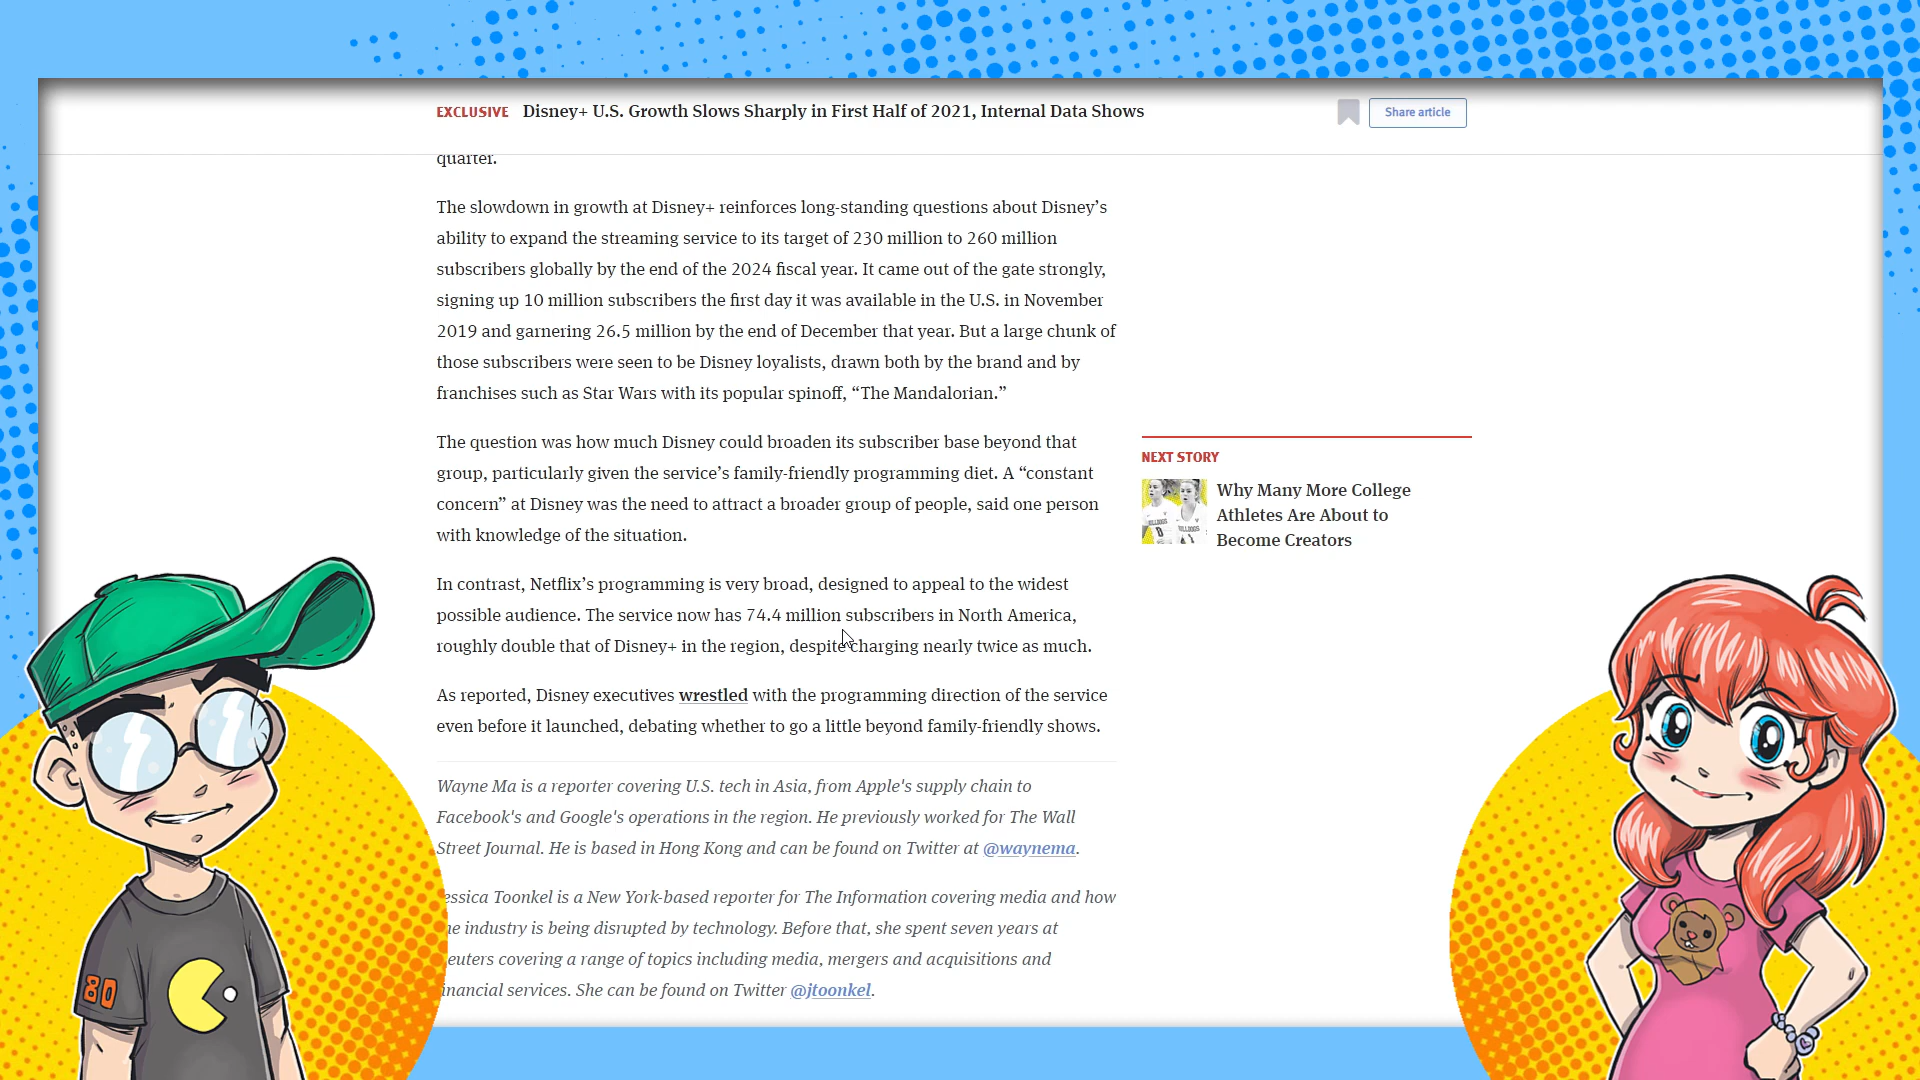 EXCLUSIVE Disney+ U.S. Growth Slows Sharply in First Half of 2021, Internal Data Shows
Share article
quarter.
The slowdown in growth at Disney+ reinforces long-standing questions about Disney’s
ability to expand the streaming service to its target of 230 million to 260 million
subscribers globally by the end of the 2024 fiscal year. It came out of the gate strongly,
signing up 10 million subscribers the first day it was available in the U.S. in November
2019 and garnering 26.5 million by the end of December that year. But a large chunk of
those subscribers were seen to be Disney loyalists, drawn both by the brand and by
franchises such as Star Wars with its popular spinoff, “The Mandalorian.”
The question was how much Disney could broaden its subscriber base beyond that
group, particularly given the service’s family-friendly programming diet. A “constant
concern” at Disney was the need to attract a broader group of people, said one person
with knowledge of the situation.
In contrast, Netflix’s programming is very broad, designed to appeal to the widest
possible audience. The service now has 74.4 million subscribers in North America,
roughly double that of Disney+ in the region, despite charging nearly twice as much.
As reported, Disney executives wrestled with the programming direction of the service
even before it launched, debating whether to go a little beyond family-friendly shows.
Wayne Ma is a reporter covering U.S. tech in Asia, from Apple's supply chain to
Facebook's and Google's operations in the region. He previously worked for The Wall
Street Journal. He is based in Hong Kong and can be found on Twitter at @waynema.
essica Toonkel is a New York-based reporter for The Information covering media and how
he industry is being disrupted by technology. Before that, she spent seven years at
euters covering a range of topics including media, mergers and acquisitions and
inancial services. She can be found on Twitter @jtoonkel.
NEXT STORY
Why Many More College
Athletes Are About to
Become Creators
80